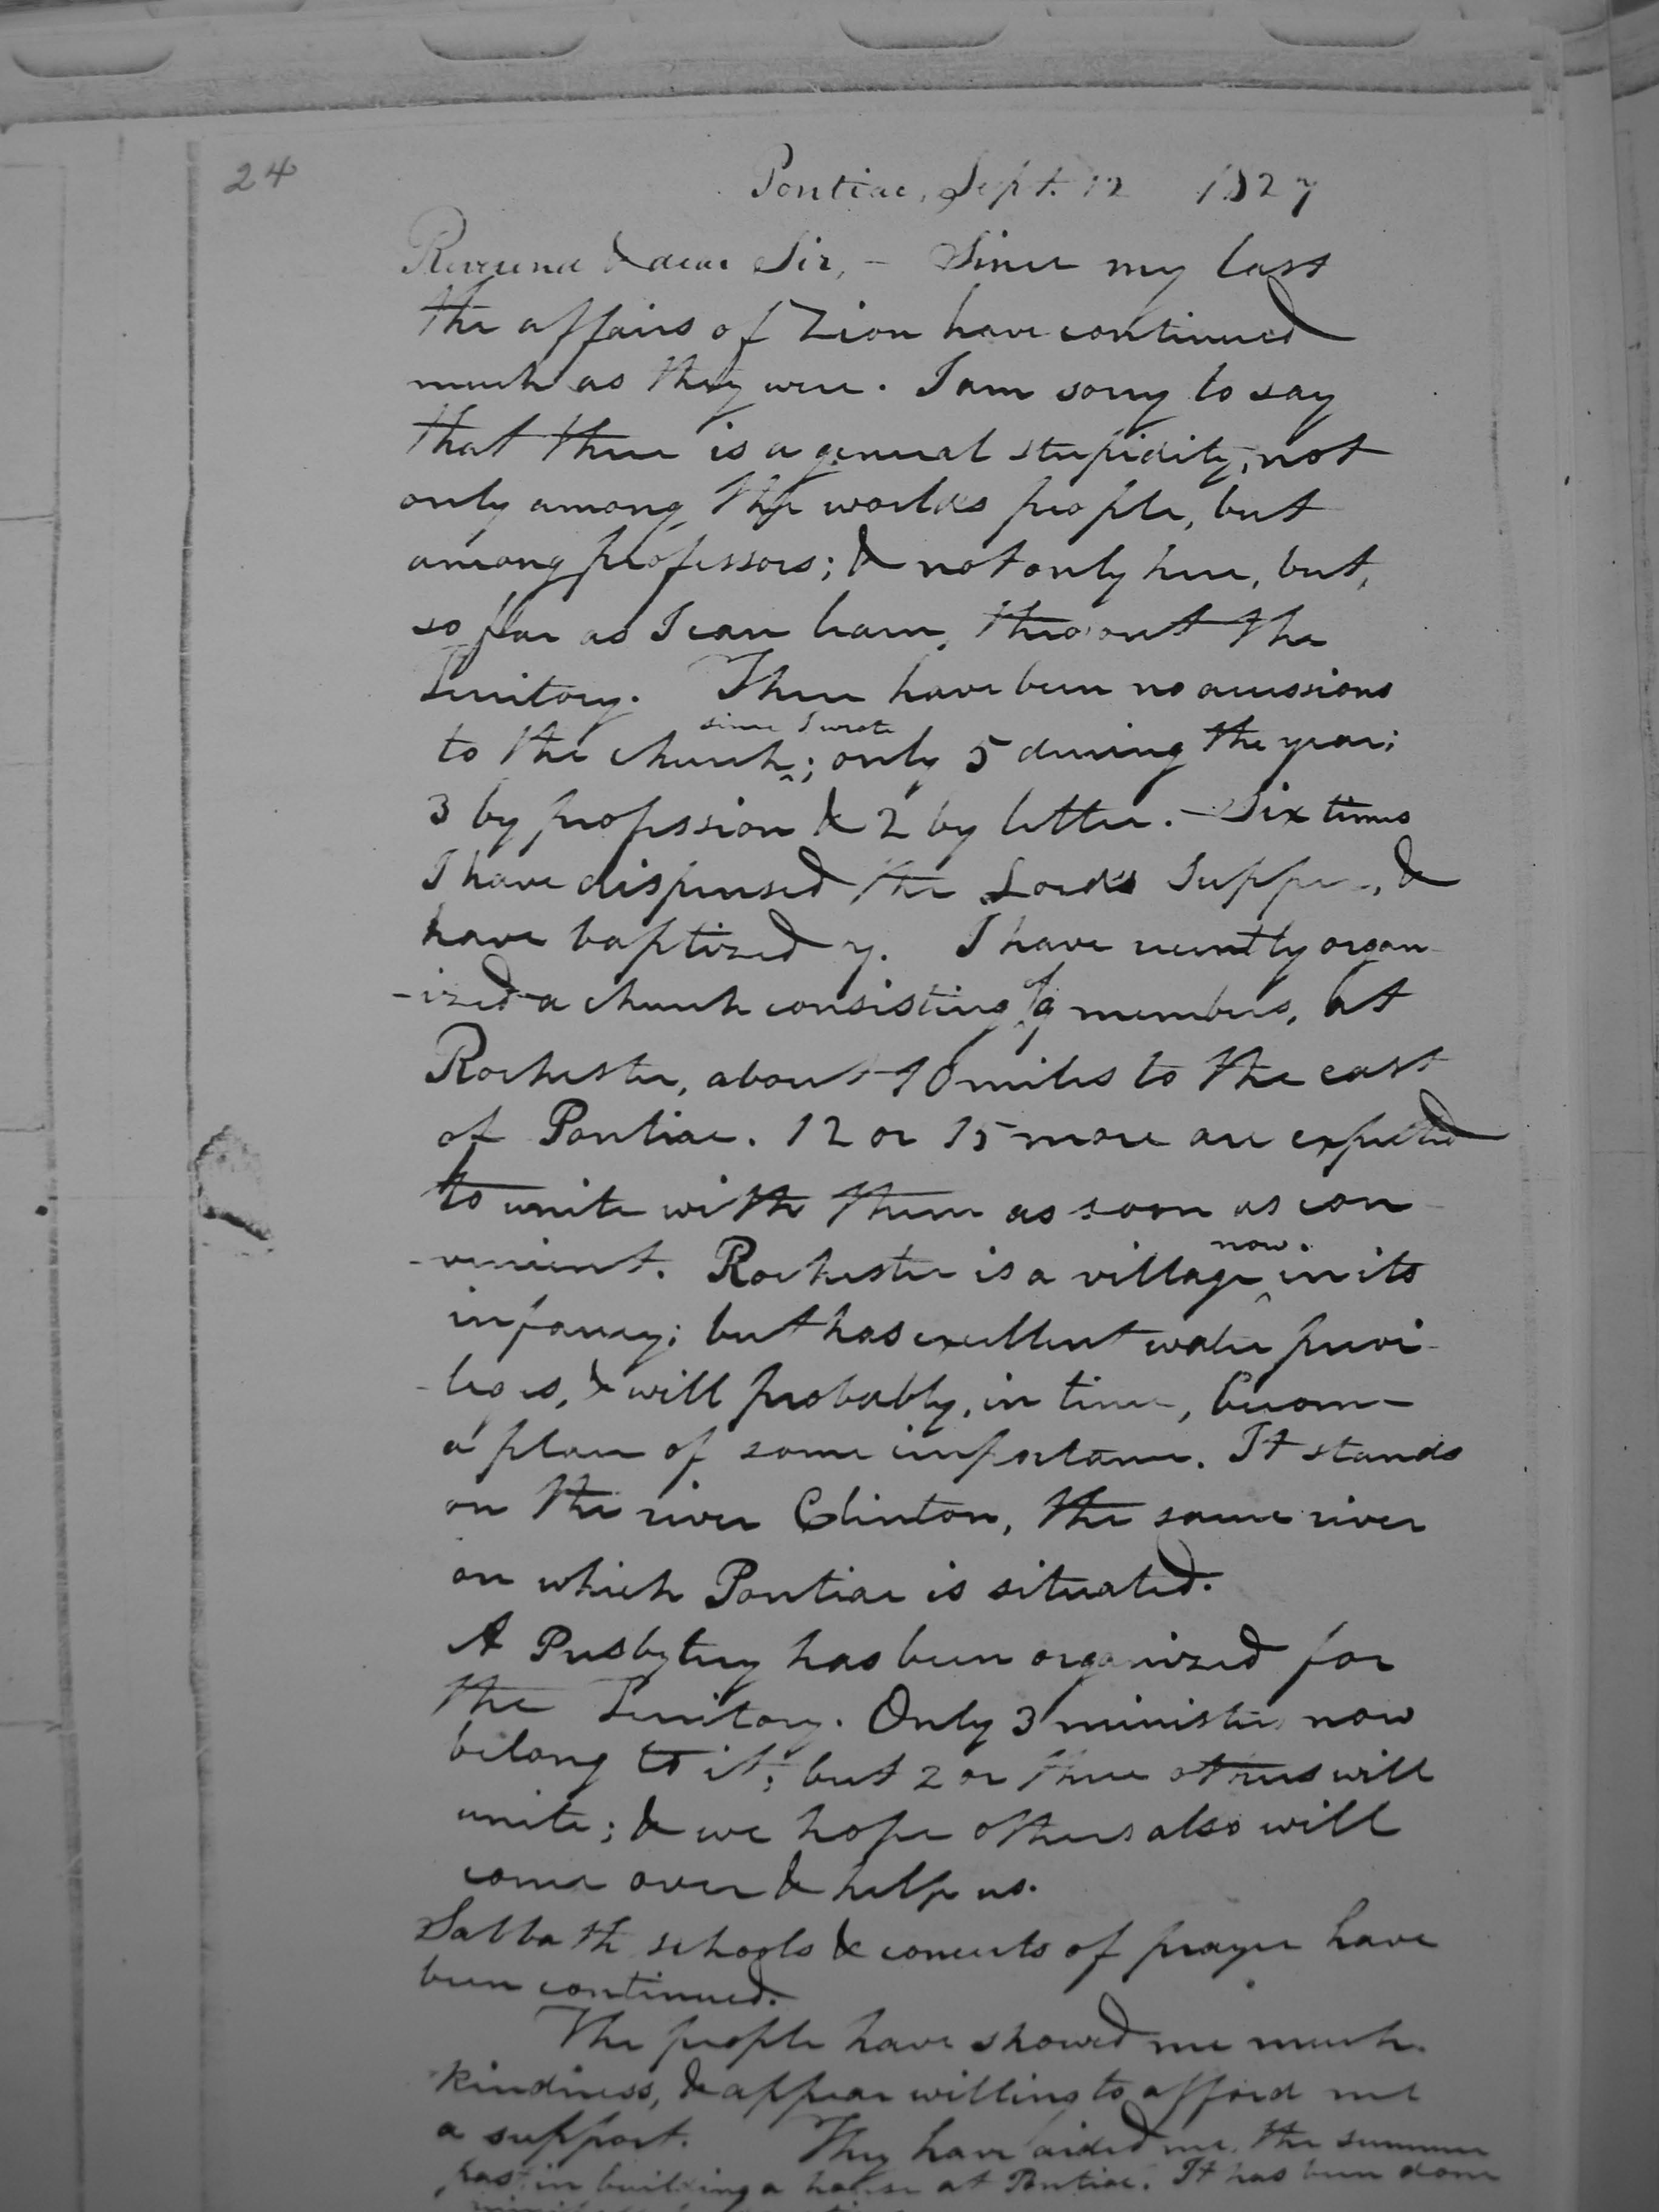 24
Pontiac, Sept. 12 1827
Reverend & dear Sir, – Since my last
the affairs of Zion have continued
much as they were. I am sorry to say
that there is a general stupidity, not
only among the worlds people, but
among professors; & not only here, but,
so far as I can learn, throout the
Territory. There have been no accessions
since I wrote
to the church^; only 5 during the year;
3 by profession & 2 by letter. – Six times
I have dispensed the Lord's Supper, &
have baptized 7. I have recently organ-
-ized a church consisting of 9 members, at
Rochester, about 10 miles to the east
of Pontiac. 12 or 15 more are expected
to unite with them as soon as con-
now
-venient. Rochester is a village^ in its
infancy; but has excellent water privi-
-leges, & will probably, in time, become
a place of some importance. It stands
on the river Clinton, the same river
on which Pontiac is situated.
A Presbytery has been organized for
the Territory. Only 3 ministers now
belong to it; but 2 or three others will
unite; & we hope others also will
come over & help us.
Sabbath schools & concerts of prayer have
been continued.
The people have showed me much
kindness, & appear willing to afford me
a support. They have aided me the summer
past in building a house at Pontiac. It has been done